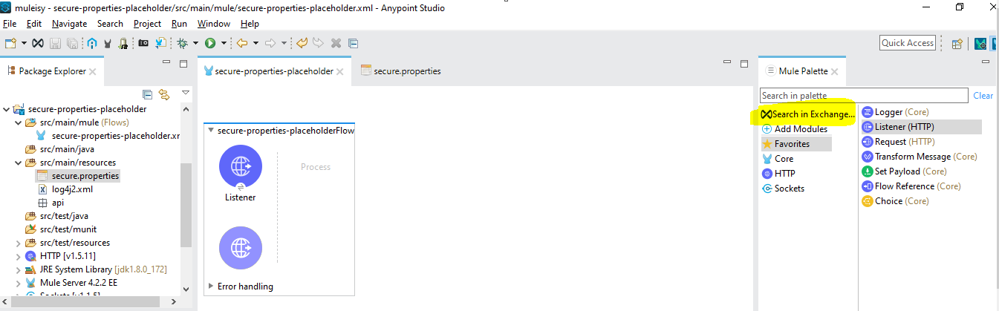 muleisy - secure-properties-placeholder/src/main/mule/secure-properties-placeholder.xml - Anypoint Studio
File Edit Navigate Search Project Run Window Help
Quick Access
Package Explorer
secure-properties-placeholder
src/main/mule (Flows)
secure-properties-placeholder.xr
src/main/java
src/main/resources
secure.properties
log4j2.xml
api
src/test/java
src/test/munit
src/test/resources
HTTP [v1.5.11]
JRE System Library [jdk1.8.0_172]
Mule Server 4.2.2 EE
Sockets [v1.1.5]
secure-properties-placeholder
secure.properties
secure-properties-placeholderFlow
Process
Listener
Error handling
Mule Palette
Search in palette
Clear
Search in Exchange...
Add Modules
Favorites
Core
HTTP
Sockets
Logger (Core)
Listener (HTTP)
Request (HTTP)
Transform Message (Core)
Set Payload (Core)
Flow Reference (Core)
Choice (Core)